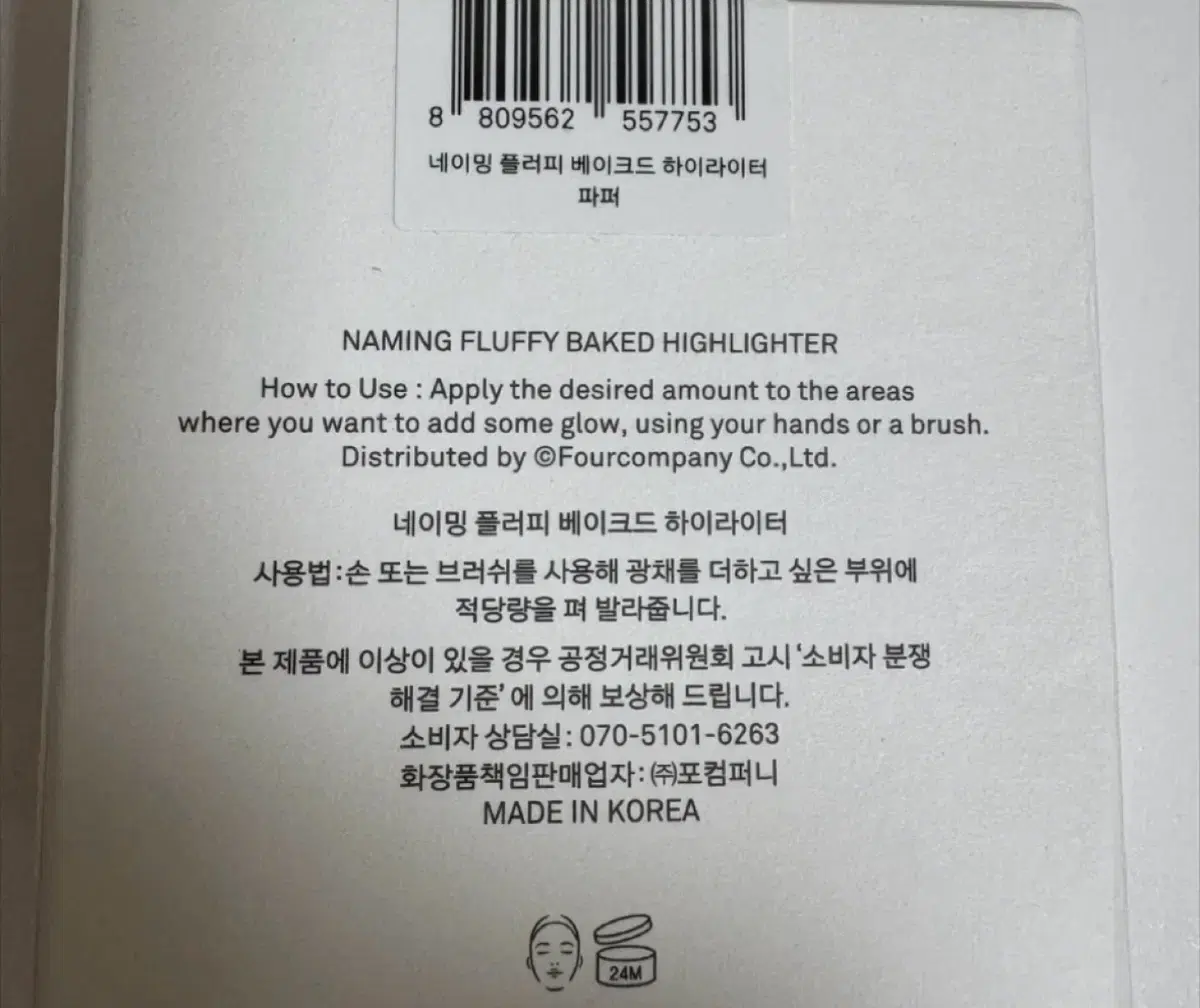 8 809562 557753
네이밍 플러피 베이크드 하이라이터
파퍼
NAMING FLUFFY BAKED HIGHLIGHTER
How to Use : Apply the desired amount to the areas
where you want to add some glow, using your hands or a brush.
Distributed by ©Fourcompany Co.,Ltd.
네이밍 플러피 베이크드 하이라이터
사용법:손 또는 브러쉬를 사용해 광채를 더하고 싶은 부위에
적당량을 펴 발라줍니다.
본 제품에 이상이 있을 경우 공정거래위원회 고시 '소비자 분쟁
해결 기준' 에 의해 보상해 드립니다.
소비자 상담실: 070-5101-6263
화장품책임판매업자: ㈜포컴퍼니
MADE IN KOREA
24M